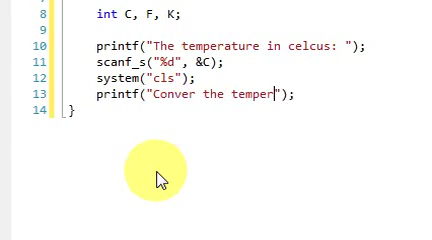 8 int C, F, K;
9
10 printf("The temperature in celcus: ");
11 scanf_s("%d", &C);
12 system("cls");
13 printf("Conver the temper");
14 }